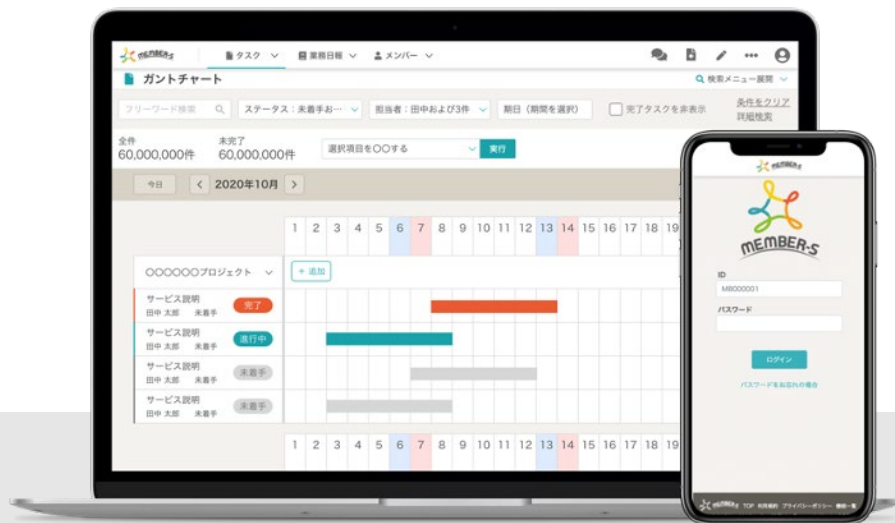 MEMBER-S
タスク
業務日報
メンバー
ガントチャート
検索メニュー展開
フリーワード検索
ステータス：未着手お…
担当者：田中および3件
期日（期間を選択）
完了タスクを非表示
条件をクリア
詳細検索
全件
60,000,000件
未完了
60,000,000件
選択項目を〇〇する
実行
今日
2020年10月
1 2 3 4 5 6 7 8 9 10 11 12 13 14 15 16 17 18 19
〇〇〇〇〇〇プロジェクト
+ 追加
サービス説明
田中 太郎 未着手
完了
サービス説明
田中 太郎 未着手
進行中
サービス説明
田中 太郎 未着手
未着手
サービス説明
田中 太郎 未着手
未着手
1 2 3 4 5 6 7 8 9 10 11 12 13 14 15 16 17 18 19
MEMBER-S
MEMBER-S
ID
MB000001
パスワード
ログイン
パスワードをお忘れの場合
MEMBER-S TOP 利用規約 プライバシーポリシー 機能一覧